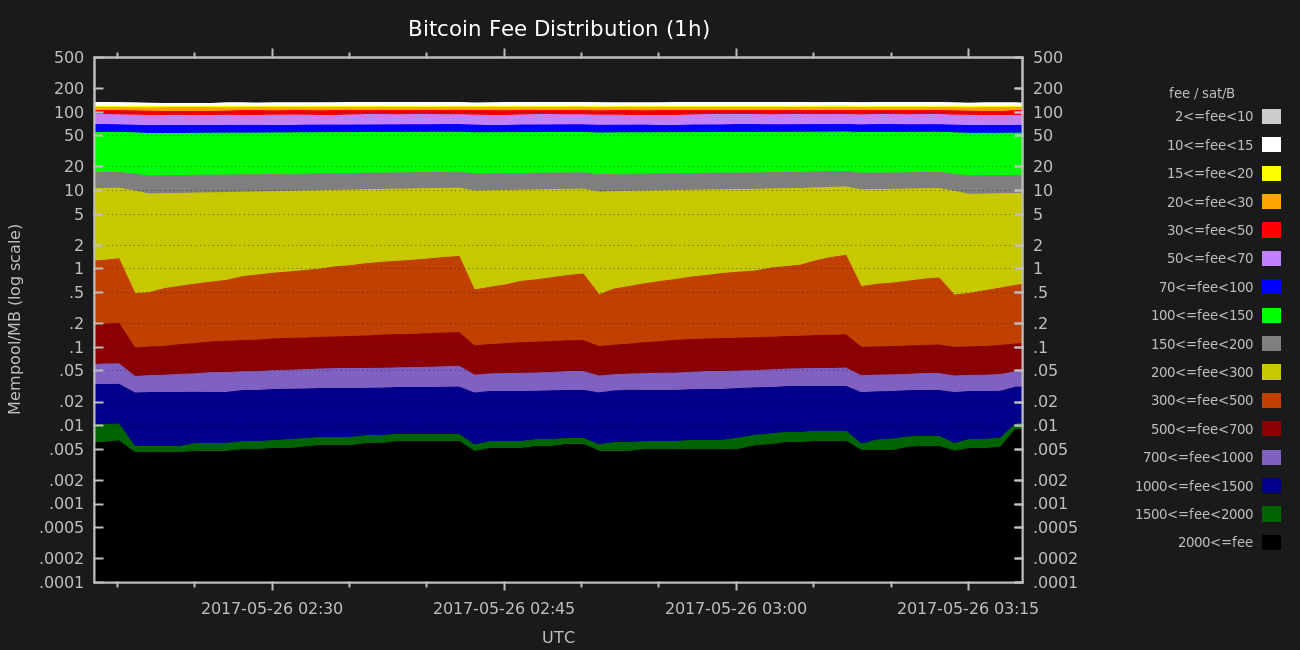 Bitcoin Fee Distribution (1h)
500
200
100
50
20
10
5
2
1
.5
.2
.1
.05
.02
.01
.005
.002
.001
.0005
.0002
.0001
Mempool/MB (log scale)
500
200
100
50
20
10
5
2
1
.5
.2
.1
.05
.02
.01
.005
.002
.001
.0005
.0002
.0001
2017-05-26 02:30 2017-05-26 02:45 2017-05-26 03:00 2017-05-26 03:15
UTC
fee / sat/B
2<=fee<10
10<=fee<15
15<=fee<20
20<=fee<30
30<=fee<50
50<=fee<70
70<=fee<100
100<=fee<150
150<=fee<200
200<=fee<300
300<=fee<500
500<=fee<700
700<=fee<1000
1000<=fee<1500
1500<=fee<2000
2000<=fee